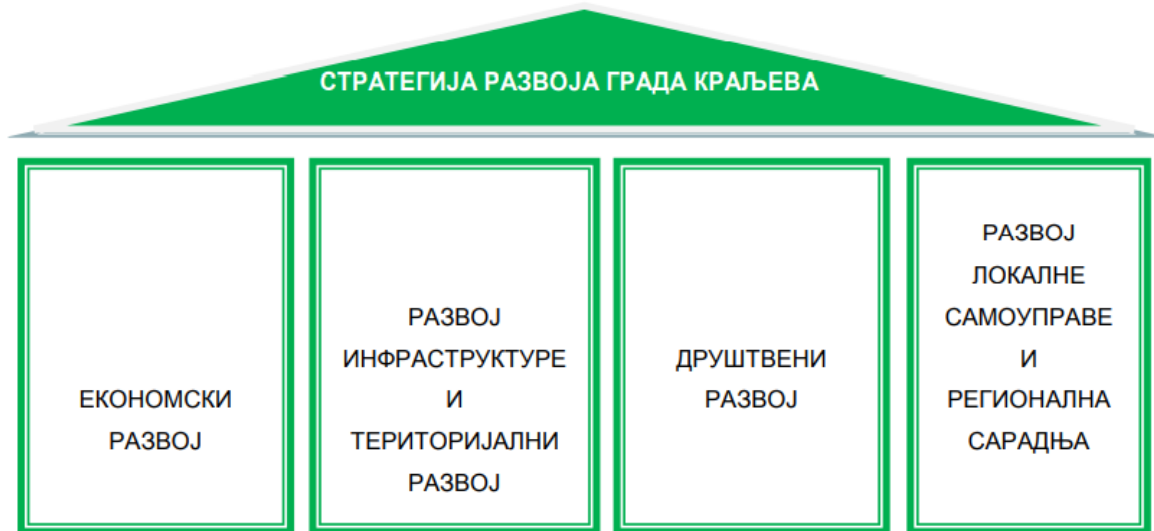 СТРАТЕГИЈА РАЗВОЈА ГРАДА КРАЉЕВА
ЕКОНОМСКИ
РАЗВОЈ
РАЗВОЈ
ИНФРАСТРУКТУРЕ
И
ТЕРИТОРИЈАЛНИ
РАЗВОЈ
ДРУШТВЕНИ
РАЗВОЈ
РАЗВОЈ
ЛОКАЛНЕ
САМОУПРАВЕ
И
РЕГИОНАЛНА
САРАДЊА